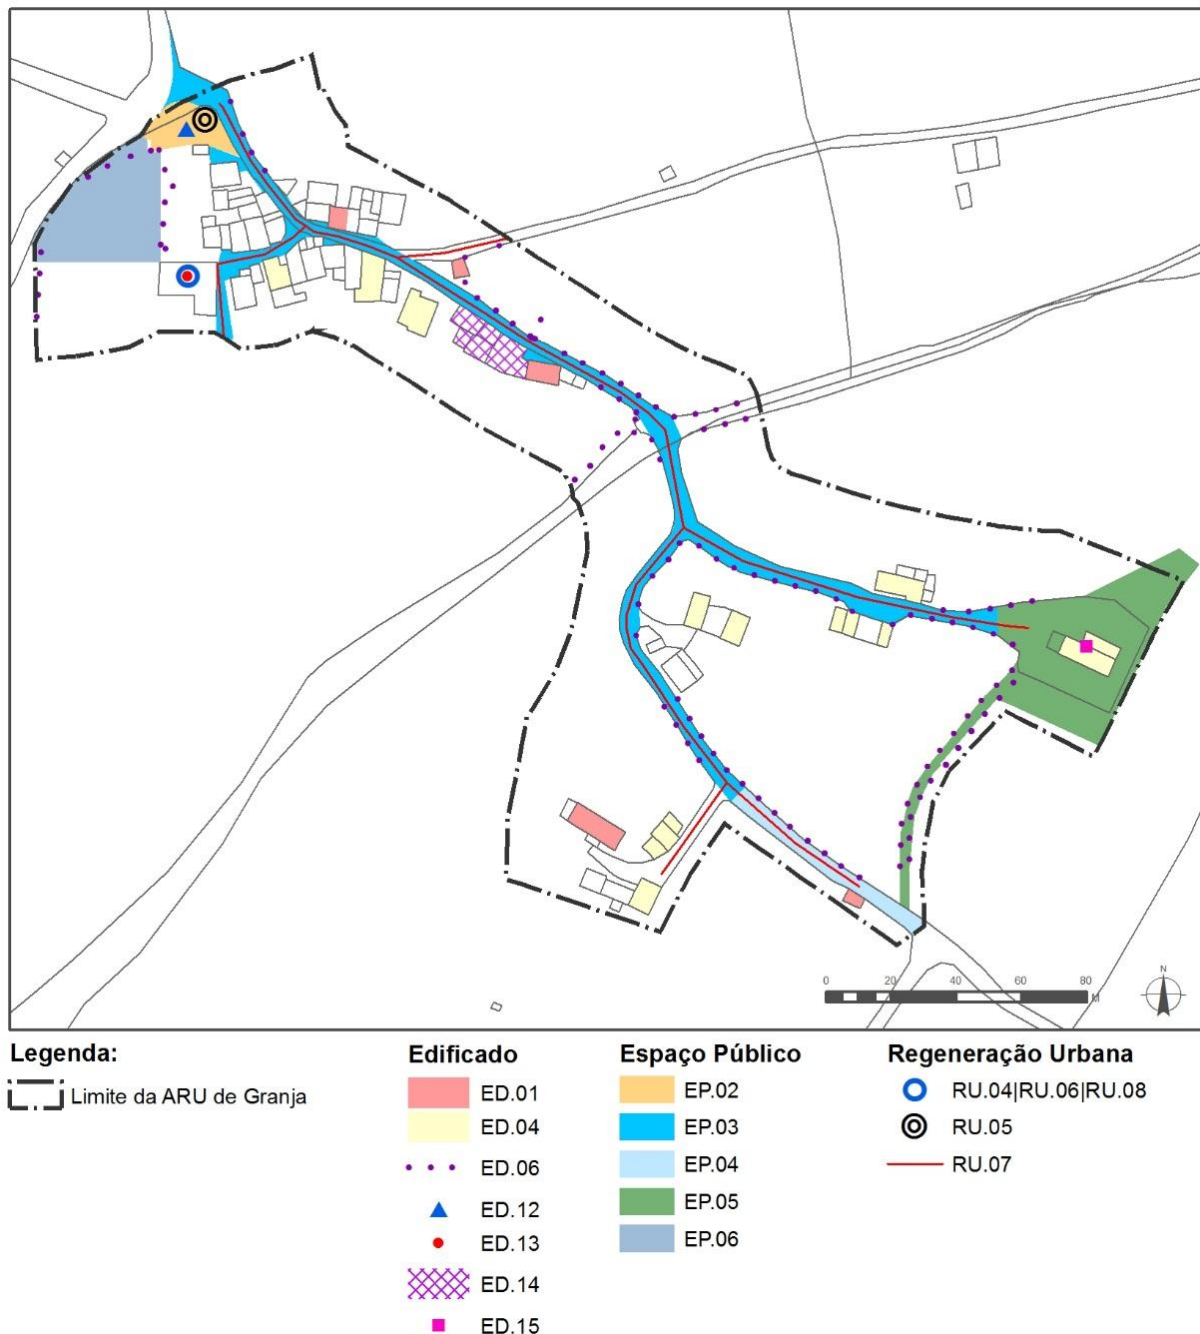 N
0 20 40 60 80
M
Legenda:
Limite da ARU de Granja
Edificado
ED.01
ED.04
ED.06
ED.12
ED.13
ED.14
ED.15
Espaço Público
EP.02
EP.03
EP.04
EP.05
EP.06
Regeneração Urbana
RU.04|RU.06|RU.08
RU.05
RU.07